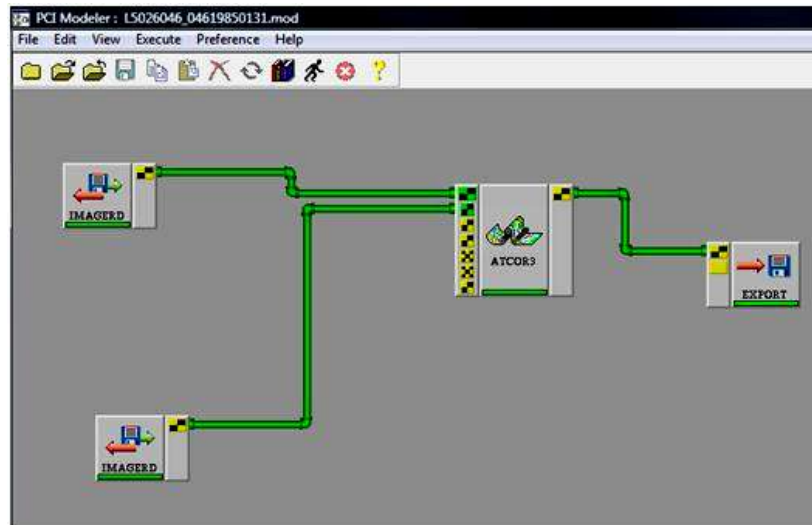 PCI Modeler : L5026046_04619850131.mod
File Edit View Execute Preference Help
IMAGERD
ATCOR3
EXPORT
IMAGERD